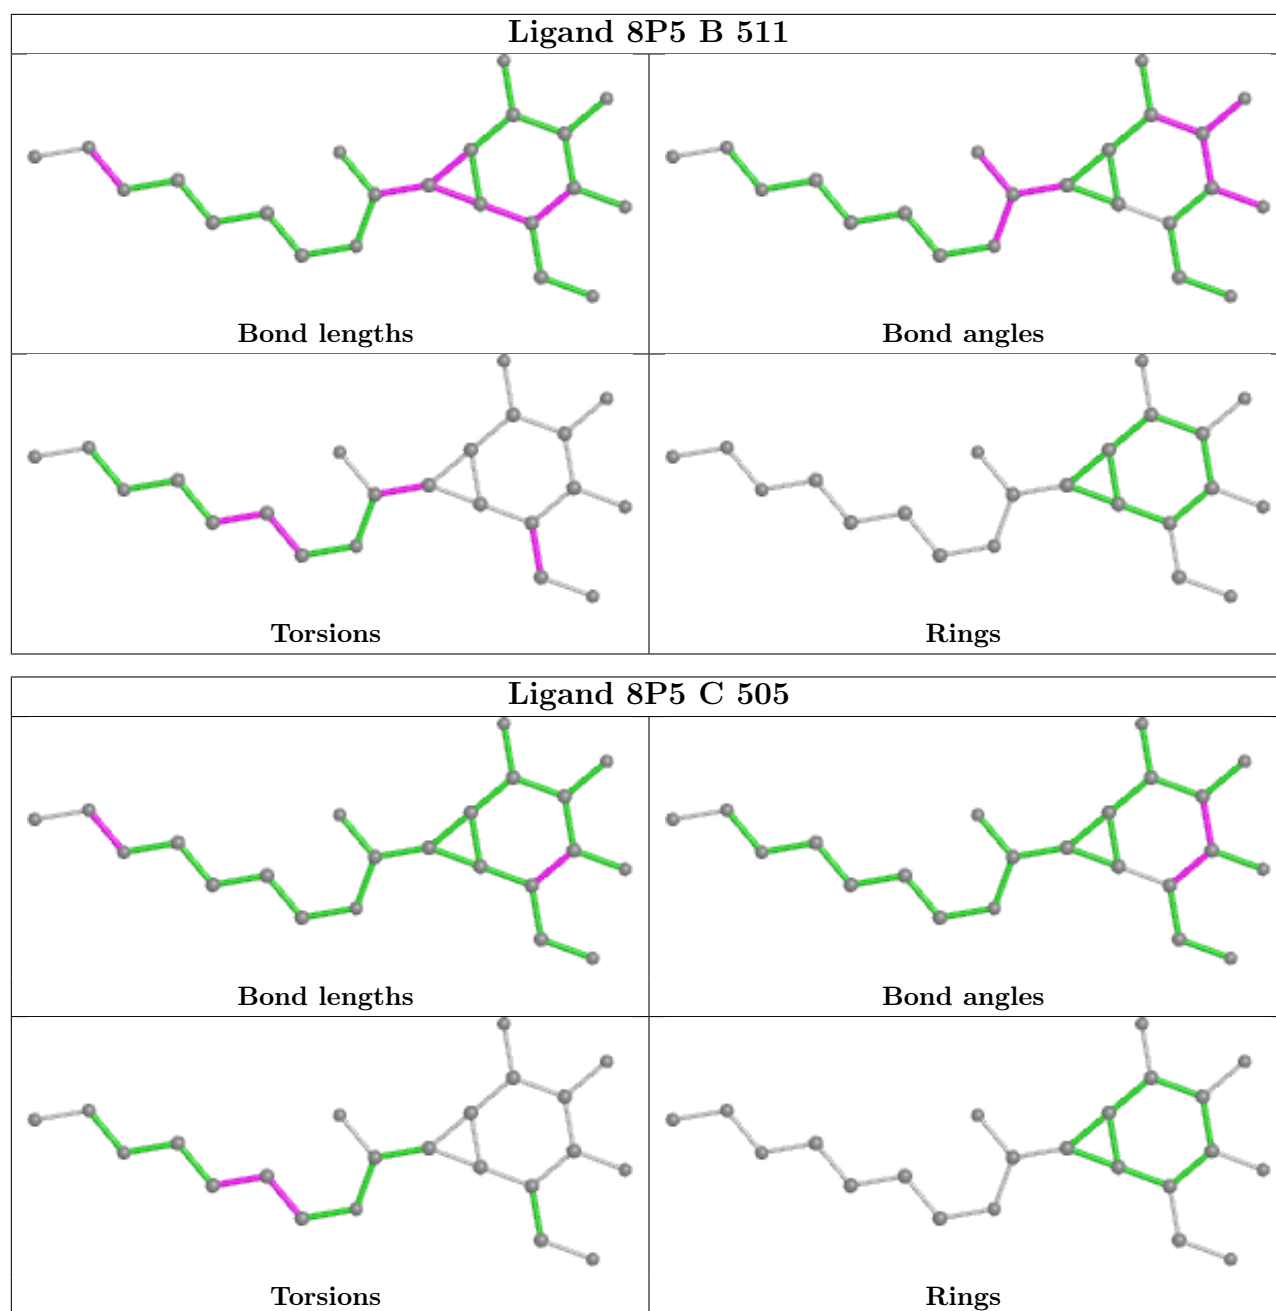 Ligand 8P5 B 511
Bond lengths
Bond angles
Torsions
Rings
Ligand 8P5 C 505
Bond lengths
Bond angles
Torsions
Rings